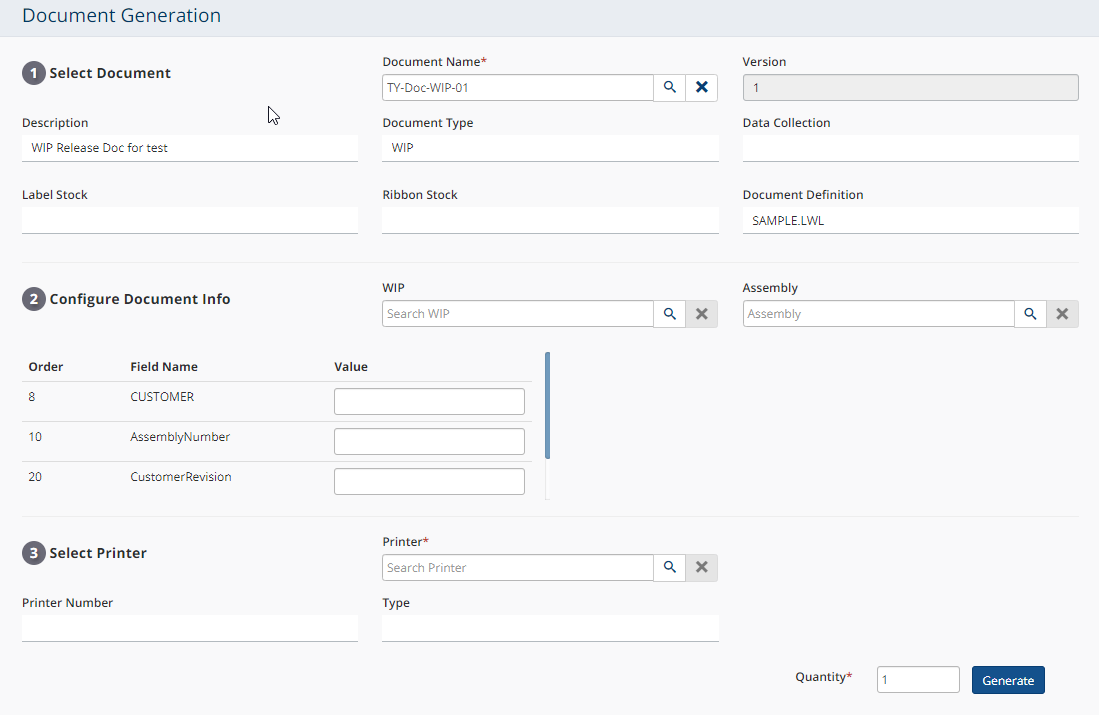 Document Generation
1 Select Document
Document Name*
TY-Doc-WIP-01
Version
1
Description
WIP Release Doc for test
Document Type
WIP
Data Collection
Label Stock
Ribbon Stock
Document Definition
SAMPLE.LWL
2 Configure Document Info
WIP
Search WIP
Assembly
Assembly
Order Field Name Value
8 CUSTOMER
10 AssemblyNumber
20 CustomerRevision
3 Select Printer
Printer*
Search Printer
Printer Number
Type
Quantity* 1 Generate